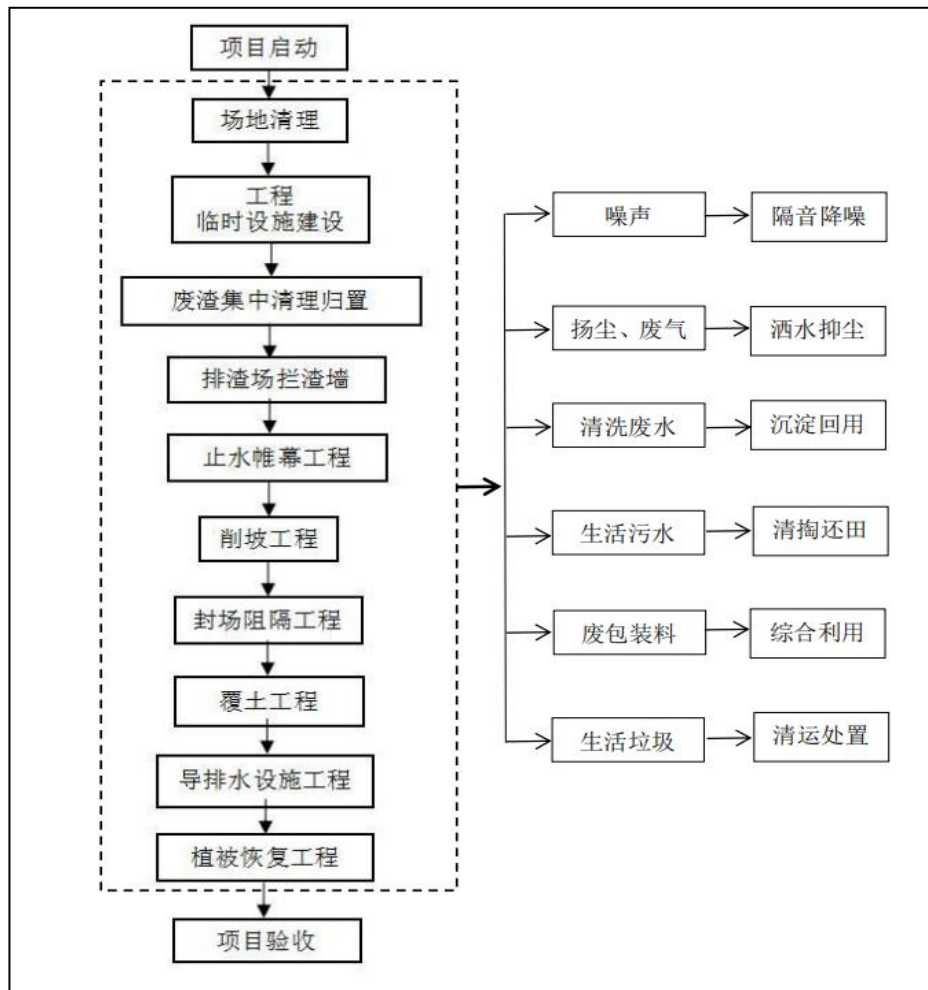 项目启动
场地清理
工程
临时设施建设
废渣集中清理归置
排渣场拦渣墙
止水帷幕工程
削坡工程
封场阻隔工程
覆土工程
导排水设施工程
植被恢复工程
项目验收
噪声
隔音降噪
扬尘、废气
洒水抑尘
清洗废水
沉淀回用
生活污水
清掏还田
废包装料
综合利用
生活垃圾
清运处置